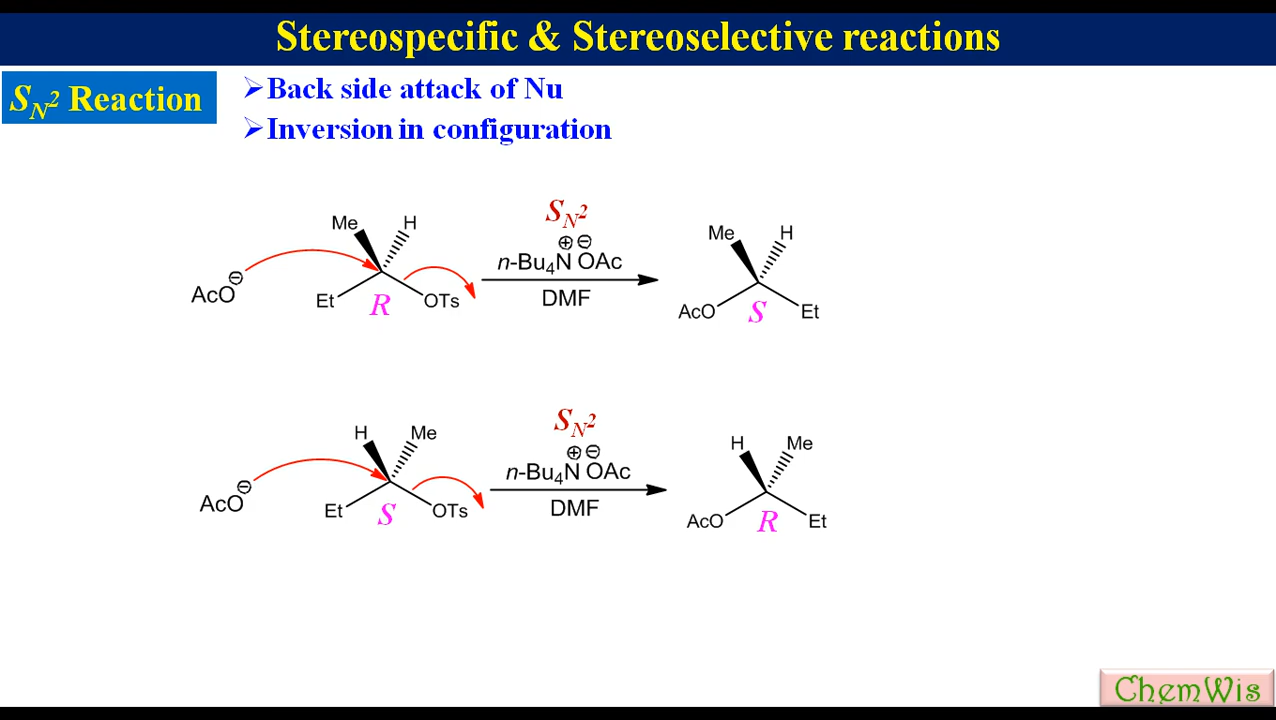 Stereospecific & Stereoselective reactions
S_N² Reaction
➢Back side attack of Nu
➢Inversion in configuration
S_N²
Me H
⊕ ⊖
n-Bu₄N OAc
AcO⊖
Et R OTs
DMF
Me H
AcO S Et
S_N²
H Me
⊕ ⊖
n-Bu₄N OAc
AcO⊖
Et S OTs
DMF
H Me
AcO R Et
ChemWis